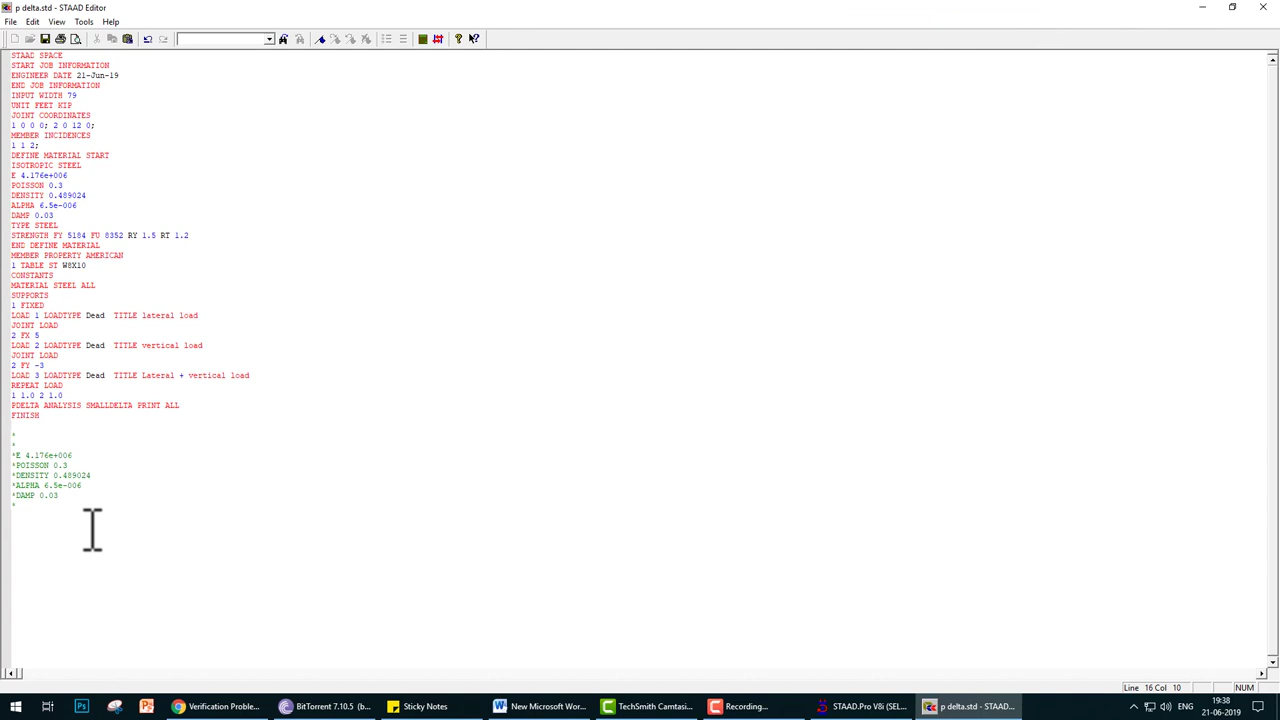 p delta.std - STAAD Editor
File Edit View Tools Help
STAAD SPACE
START JOB INFORMATION
ENGINEER DATE 21-Jun-19
END JOB INFORMATION
INPUT WIDTH 79
UNIT FEET KIP
JOINT COORDINATES
1 0 0 0; 2 0 12 0;
MEMBER INCIDENCES
1 1 2;
DEFINE MATERIAL START
ISOTROPIC STEEL
E 4.176e+006
POISSON 0.3
DENSITY 0.489024
ALPHA 6.5e-006
DAMP 0.03
TYPE STEEL
STRENGTH FY 5184 FU 8352 RY 1.5 RT 1.2
END DEFINE MATERIAL
MEMBER PROPERTY AMERICAN
1 TABLE ST W8X10
CONSTANTS
MATERIAL STEEL ALL
SUPPORTS
1 FIXED
LOAD 1 LOADTYPE Dead  TITLE lateral load
JOINT LOAD
2 FX 5
LOAD 2 LOADTYPE Dead  TITLE vertical load
JOINT LOAD
2 FY -3
LOAD 3 LOADTYPE Dead  TITLE Lateral + vertical load
REPEAT LOAD
1 1.0 2 1.0
PDELTA ANALYSIS SMALLDELTA PRINT ALL
FINISH
*
*
*E 4.176e+006
*POISSON 0.3
*DENSITY 0.489024
*ALPHA 6.5e-006
*DAMP 0.03
*
Line 16 Col 10 NUM
Verification Proble... BitTorrent 7.10.5 (b... Sticky Notes New Microsoft Wor... TechSmith Camtasi... Recording... STAAD.Pro V8i (SEL... p delta.std - STAAD... ENG 19:38
21-06-2019